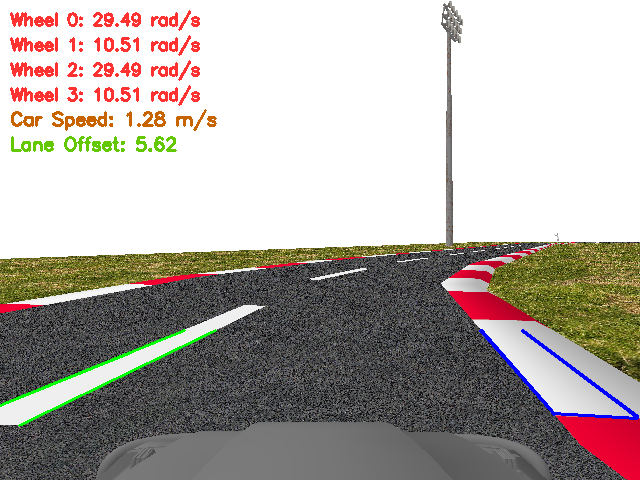 Wheel 0: 29.49 rad/s
Wheel 1: 10.51 rad/s
Wheel 2: 29.49 rad/s
Wheel 3: 10.51 rad/s
Car Speed: 1.28 m/s
Lane Offset: 5.62